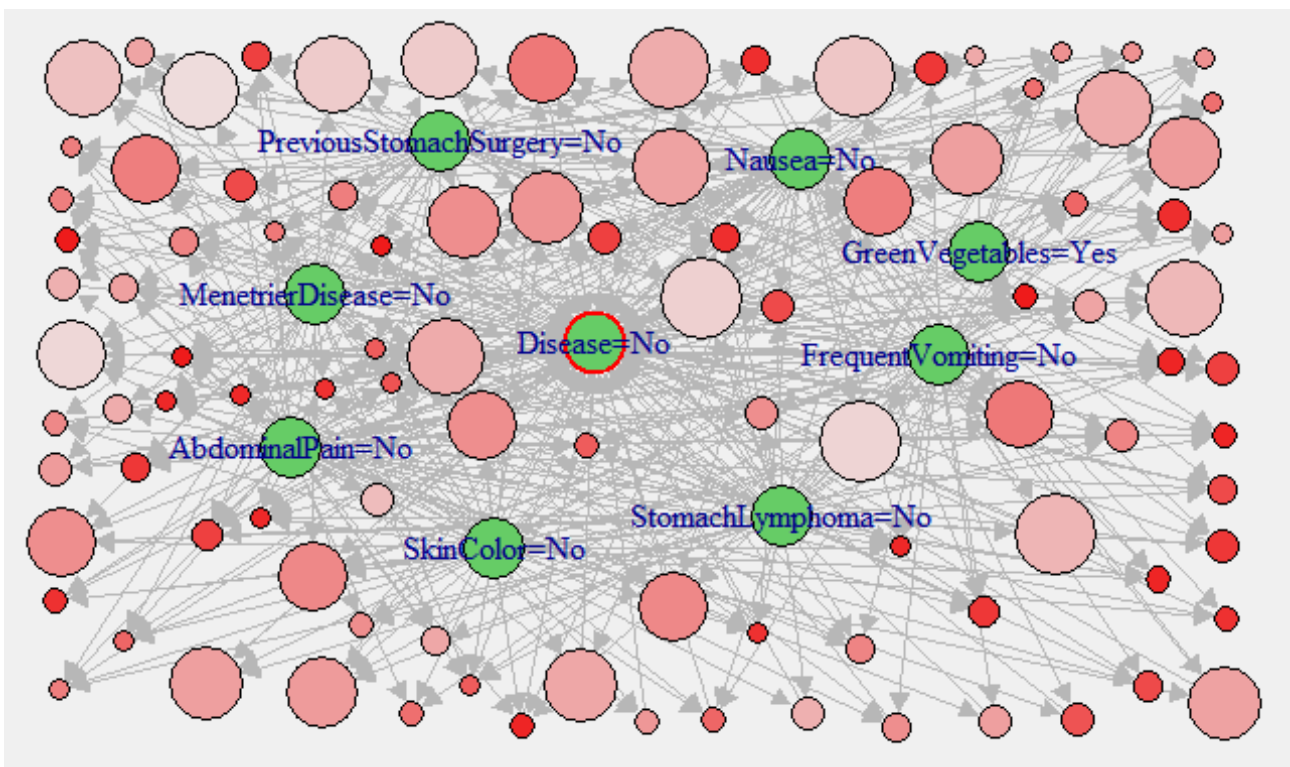 PreviousStomachSurgery=No
Nausea=No
GreenVegetables=Yes
MenetrierDisease=No
Disease=No
FrequentVomiting=No
AbdominalPain=No
StomachLymphoma=No
SkinColor=No